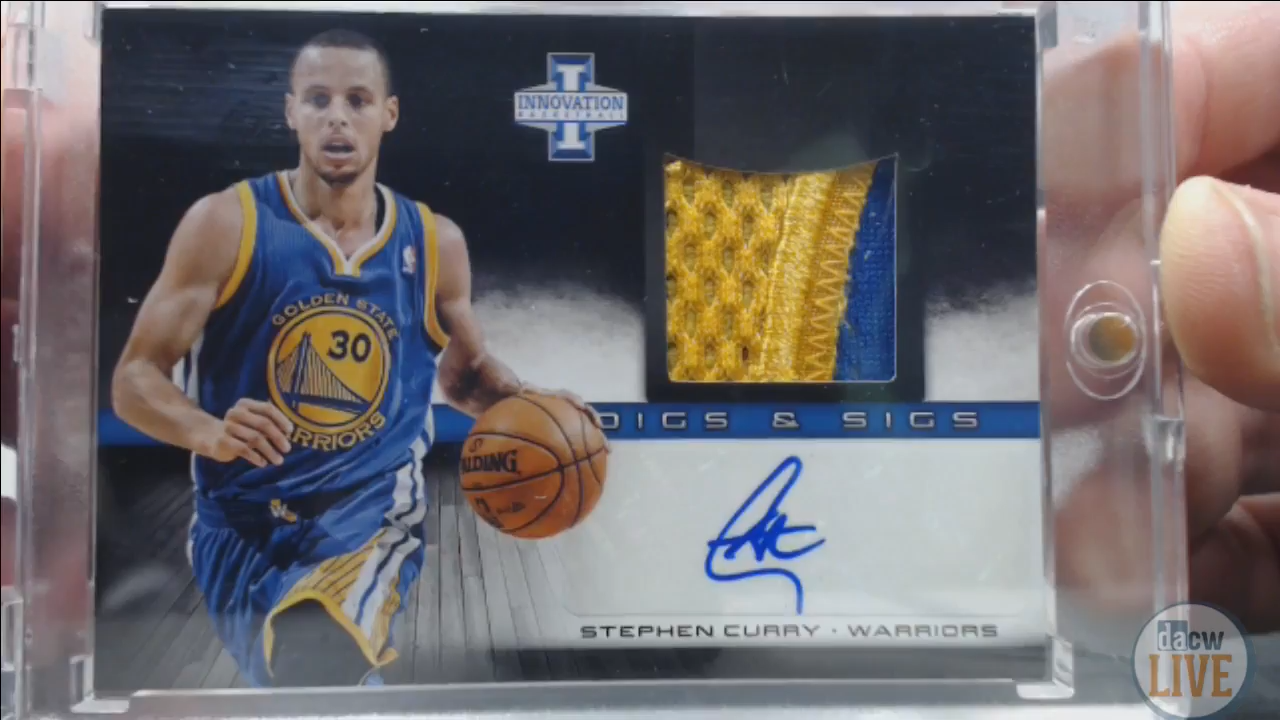 INNOVATION
BASKETBALL
GOLDEN STATE
30
WARRIORS
SPALDING
DIGS & SIGS
STEPHEN CURRY · WARRIORS
dacw
LIVE